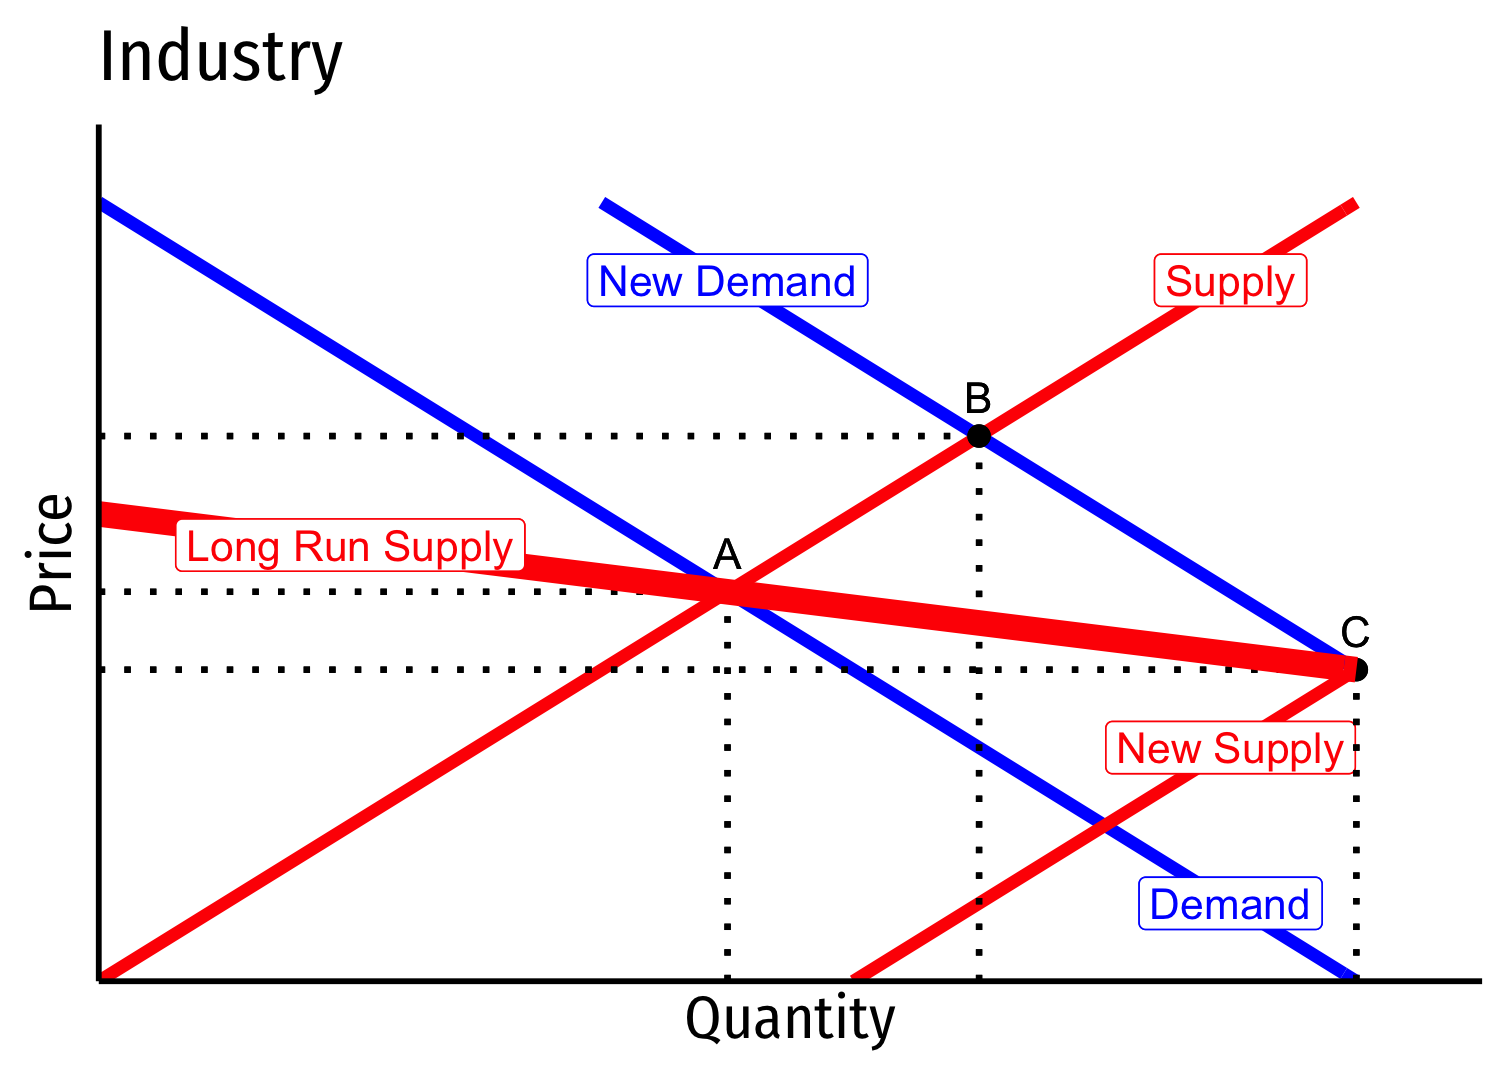 Industry
New Demand
Supply
B
Long Run Supply
A
Price
C
New Supply
Demand
Quantity